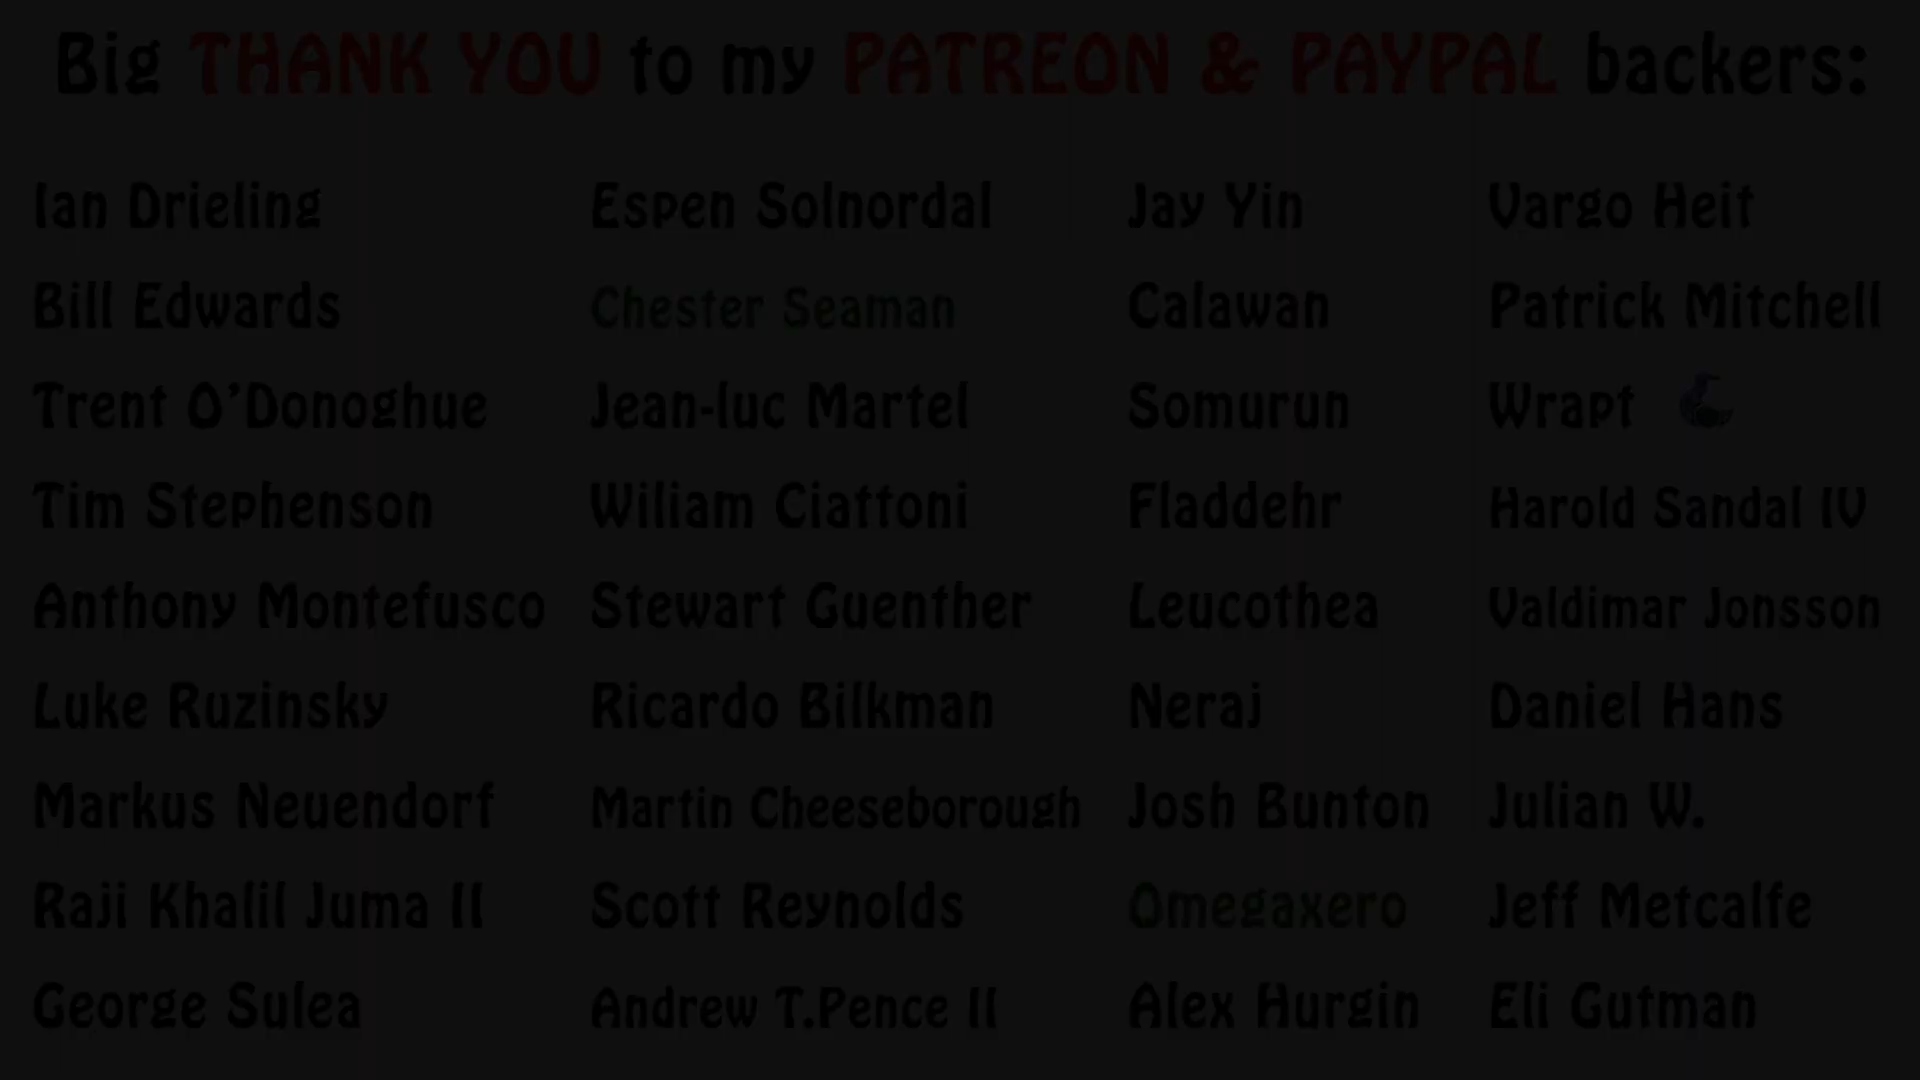 Big THANK YOU to my PATREON & PAYPAL backers:
Ian Drieling
Bill Edwards
Trent O'Donoghue
Tim Stephenson
Anthony Montefusco
Luke Ruzinsky
Markus Neuendorf
Raji Khalil Juma II
George Sulea
Espen Solnordal
Chester Seaman
Jean-luc Martel
Wiliam Ciattoni
Stewart Guenther
Ricardo Bilkman
Martin Cheeseborough
Scott Reynolds
Andrew T.Pence II
Jay Yin
Calawan
Somurun
Fladdehr
Leucothea
Neraj
Josh Bunton
Omegaxero
Alex Hurgin
Vargo Heit
Patrick Mitchell
Wrapt
Harold Sandal IV
Valdimar Jonsson
Daniel Hans
Julian W.
Jeff Metcalfe
Eli Gutman